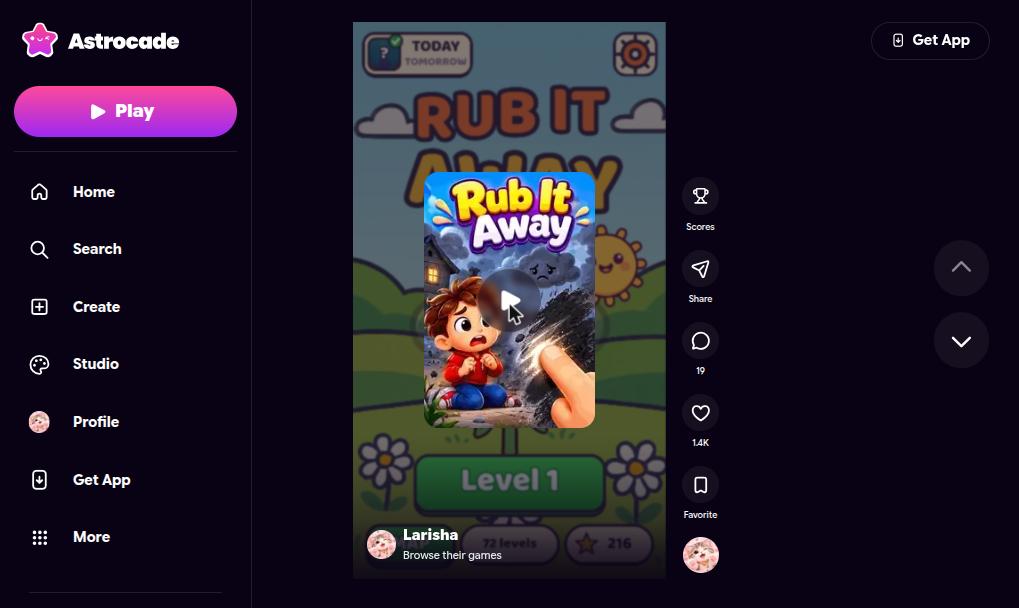 Astrocade
Play
Home
Search
Create
Studio
Profile
Get App
More
?
TODAY
TOMORROW
RUB IT
AWAY
Rub It
Away
Level 1
72 levels
216
Larisha
Browse their games
Scores
Share
19
1.4K
Favorite
Get App